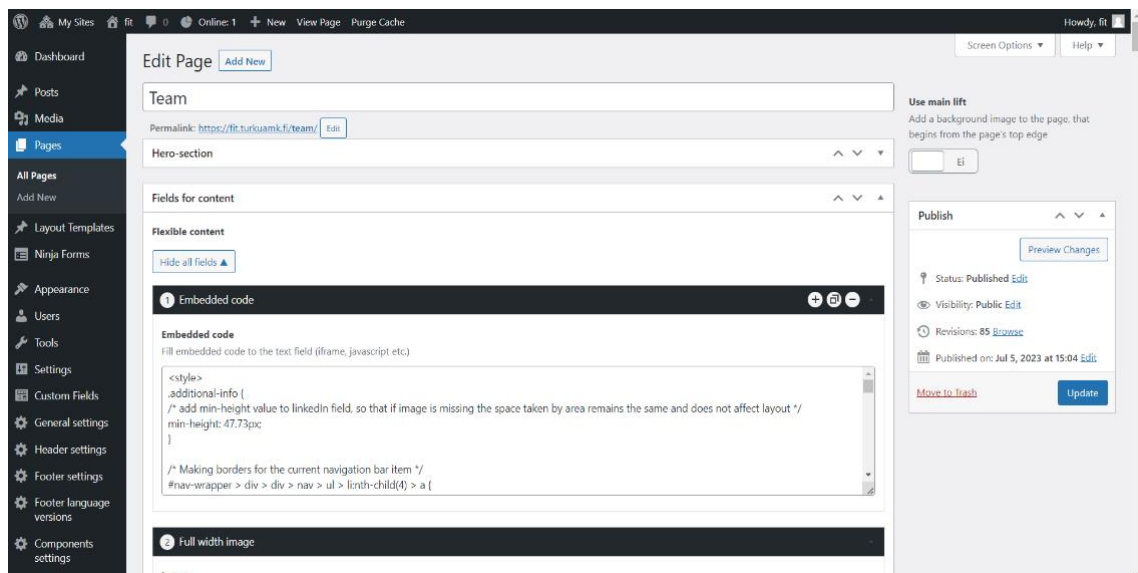 My Sites fit 0 Online: 1 + New View Page Purge Cache Howdy, fit
Dashboard
Posts
Media
Pages
All Pages
Add New
Layout Templates
Ninja Forms
Appearance
Users
Tools
Settings
Custom Fields
General settings
Header settings
Footer settings
Footer language
versions
Components
settings
Screen Options ▼ Help ▼
Edit Page Add New
Team
Permalink: https://fit.turkuamk.fi/team/ Edit
Hero-section
Fields for content
Flexible content
Hide all fields ▲
1 Embedded code
Embedded code
Fill embedded code to the text field (iframe, javascript etc.)
<style>
.additional-info {
/* add min-height value to linkedIn field, so that if image is missing the space taken by area remains the same and does not affect layout */
min-height: 47.73px;
}
/* Making borders for the current navigation bar item */
#nav-wrapper > div > div > nav > ul > li:nth-child(4) > a {
2 Full width image
Use main lift
Add a background image to the page, that
begins from the page's top edge
Ei
Publish
Preview Changes
Status: Published Edit
Visibility: Public Edit
Revisions: 85 Browse
Published on: Jul 5, 2023 at 15:04 Edit
Move to Trash Update